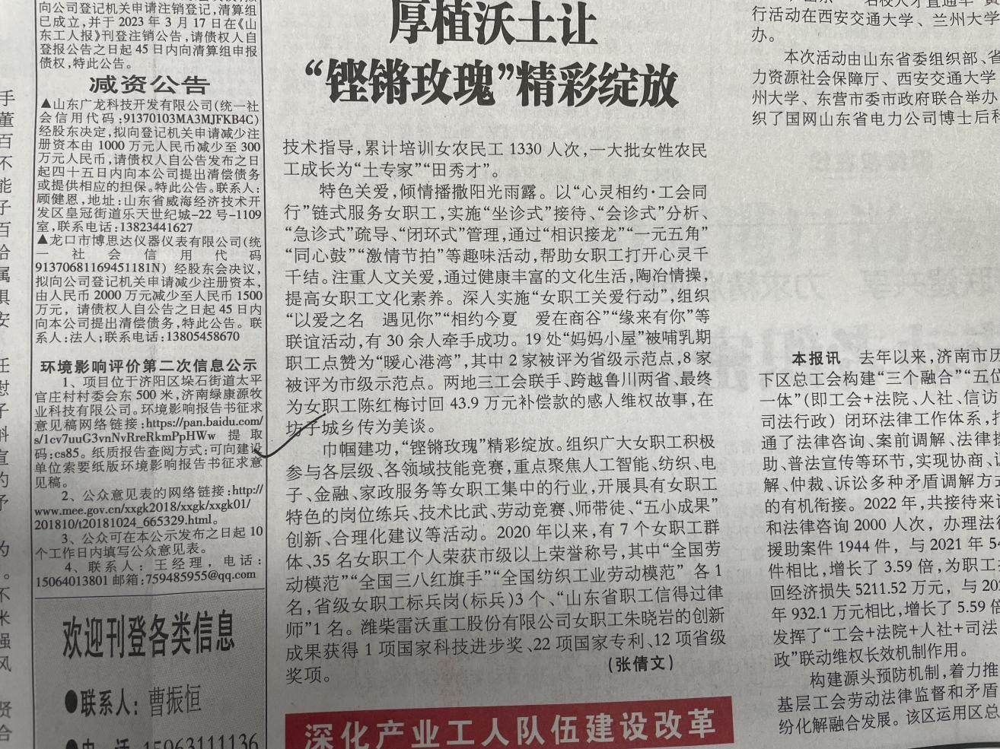 向公司登记机关申请注销登记,清算组
已成立,并于 2023 年 3 月 17 日在《山
东工人报》刊登注销公告,请债权人自
登报公告之日起 45 日内向清算组申报
债权,特此公告。
减资公告
▲山东广龙科技开发有限公司(统一社
会信用代码:91370103MA3MJFKB4C)
经股东决定,拟向登记机关申请减少注
册资本由 1000 万元人民币减少至 300
万元人民币,请债权人自公告发布之日
起四十五日内向本公司提出清偿债务
或提供相应的担保。特此公告。联系人:
顾健恩,地址:山东省威海经济技术开
发区皇冠街道乐天世纪城-22 号-1109
室,联系电话:13823441627
▲龙口市博思达仪器仪表有限公司(统
一社会信用代码
91370681169451181N) 经股东会决议,
拟向公司登记机关申请减少注册资本,
由人民币 2000 万元减少至人民币 1500
万元,请债权人自公告之日起 45 日内
向本公司提出清偿债务,特此公告。联
系人:法人;联系电话:13805458670
环境影响评价第二次信息公示
1、项目位于济阳区垛石街道太平
官庄村村委会东 500 米,济南绿康源牧
业科技有限公司。环境影响报告书征求
意见稿网络链接:https://pan.baidu.com/
s/1cv7uuG3vnNvRreRkmPpHWw 提取
码:cs85。纸质报告查阅方式:可向建设
单位索要纸版环境影响报告书征求意
见稿。
2、公众意见表的网络链接:http://
www.mee.gov.cn/xxgk2018/xxgk/xxgk01/
201810/t20181024_665329.html。
3、公众可在本公示发布之日起 10
个工作日内填写公众意见表。
4、联系人:王经理,电话:
15064013801 邮箱:759485955@qq.com
欢迎刊登各类信息
●联系人:曹振恒
●电 话 15963111136
厚植沃土让
“铿锵玫瑰”精彩绽放
技术指导,累计培训女农民工 1330 人次,一大批女性农民
工成长为“土专家”“田秀才”。
特色关爱,倾情播撒阳光雨露。以“心灵相约·工会同
行”链式服务女职工,实施“坐诊式”接待、“会诊式”分析、
“急诊式”疏导、“闭环式”管理,通过“相识接龙”“一元五角”
“同心鼓”“激情节拍”等趣味活动,帮助女职工打开心灵千
千结。注重人文关爱,通过健康丰富的文化生活,陶冶情操,
提高女职工文化素养。深入实施“女职工关爱行动”,组织
“以爱之名 遇见你”“相约今夏 爱在商谷”“缘来有你”等
联谊活动,有 30 余人牵手成功。19 处“妈妈小屋”被哺乳期
职工点赞为“暖心港湾”,其中 2 家被评为省级示范点,8 家
被评为市级示范点。两地三工会联手、跨越鲁川两省、最终
为女职工陈红梅讨回 43.9 万元补偿款的感人维权故事,在
坊子城乡传为美谈。
巾帼建功,“铿锵玫瑰”精彩绽放。组织广大女职工积极
参与各层级、各领域技能竞赛,重点聚焦人工智能、纺织、电
子、金融、家政服务等女职工集中的行业,开展具有女职工
特色的岗位练兵、技术比武、劳动竞赛、师带徒、“五小成果”
创新、合理化建议等活动。2020 年以来,有 7 个女职工群
体、35 名女职工个人荣获市级以上荣誉称号,其中“全国劳
动模范”“全国三八红旗手”“全国纺织工业劳动模范” 各 1
名,省级女职工标兵岗(标兵)3 个、“山东省职工信得过律
师”1 名。潍柴雷沃重工股份有限公司女职工朱晓岩的创新
成果获得 1 项国家科技进步奖、22 项国家专利、12 项省级
奖项。
(张倩文)
深化产业工人队伍建设改革
行活动在西安交通大学、兰州大学
办。
本次活动由山东省委组织部、省
力资源社会保障厅、西安交通大学
州大学、东营市委市政府联合举办
织了国网山东省电力公司博士后科
本报讯 去年以来,济南市历
下区总工会构建“三个融合”“五位
一体”(即工会+法院、人社、信访
司法行政) 闭环法律工作体系,打
通了法律咨询、案前调解、法律援
助、普法宣传等环节,实现协商、调
解、仲裁、诉讼多种矛盾调解方式
的有机衔接。2022 年,共接待来访
和法律咨询 2000 人次,办理法律
援助案件 1944 件,与 2021 年 54
件相比,增长了 3.59 倍,为职工
回经济损失 5211.52 万元,与 202
年 932.1 万元相比,增长了 5.59 倍
发挥了“工会+法院+人社+司法
政”联动维权长效机制作用。
构建源头预防机制,着力推
基层工会劳动法律监督和矛盾
纷化解融合发展。该区运用区总